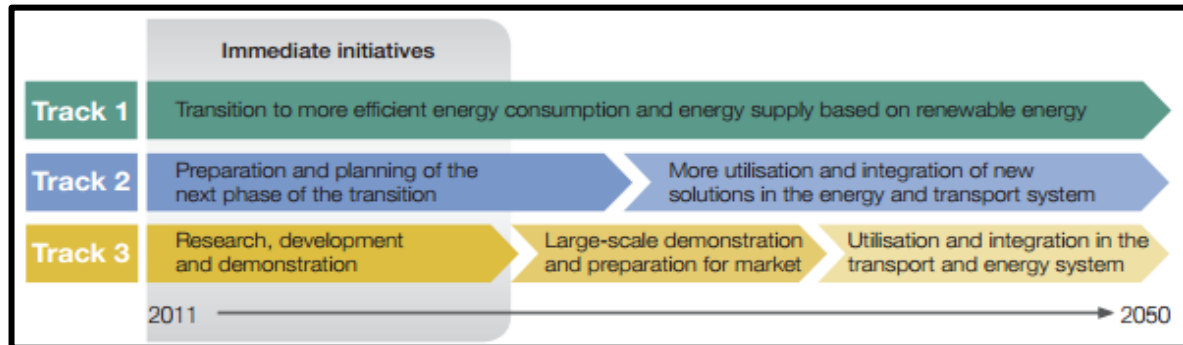 Immediate initiatives
Track 1
Transition to more efficient energy consumption and energy supply based on renewable energy
Track 2
Preparation and planning of the
next phase of the transition
More utilisation and integration of new
solutions in the energy and transport system
Track 3
Research, development
and demonstration
Large-scale demonstration
and preparation for market
Utilisation and integration in the
transport and energy system
2011
2050